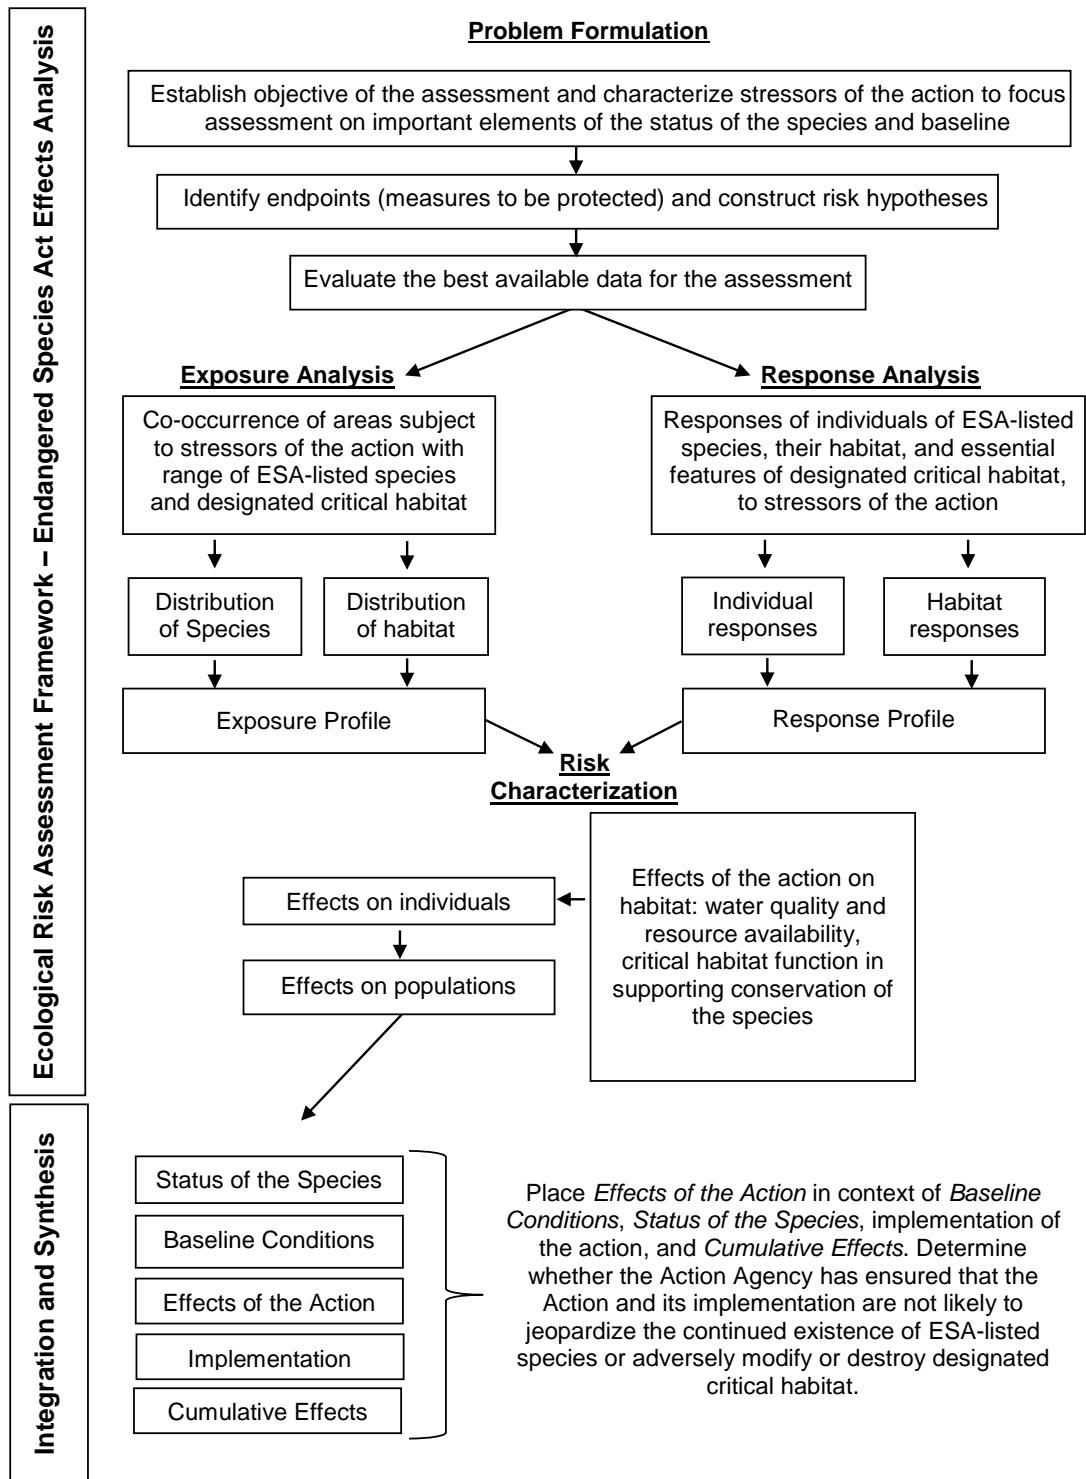 Ecological Risk Assessment Framework – Endangered Species Act Effects Analysis
Problem Formulation
Establish objective of the assessment and characterize stressors of the action to focus
assessment on important elements of the status of the species and baseline
Identify endpoints (measures to be protected) and construct risk hypotheses
Evaluate the best available data for the assessment
Exposure Analysis
Co-occurrence of areas subject
to stressors of the action with
range of ESA-listed species
and designated critical habitat
Distribution
of Species
Distribution
of habitat
Exposure Profile
Response Analysis
Responses of individuals of ESA-listed
species, their habitat, and essential
features of designated critical habitat,
to stressors of the action
Individual
responses
Habitat
responses
Response Profile
Risk
Characterization
Effects on individuals
Effects on populations
Effects of the action on
habitat: water quality and
resource availability,
critical habitat function in
supporting conservation of
the species
Integration and Synthesis
Status of the Species
Baseline Conditions
Effects of the Action
Implementation
Cumulative Effects
Place Effects of the Action in context of Baseline
Conditions, Status of the Species, implementation of
the action, and Cumulative Effects. Determine
whether the Action Agency has ensured that the
Action and its implementation are not likely to
jeopardize the continued existence of ESA-listed
species or adversely modify or destroy designated
critical habitat.